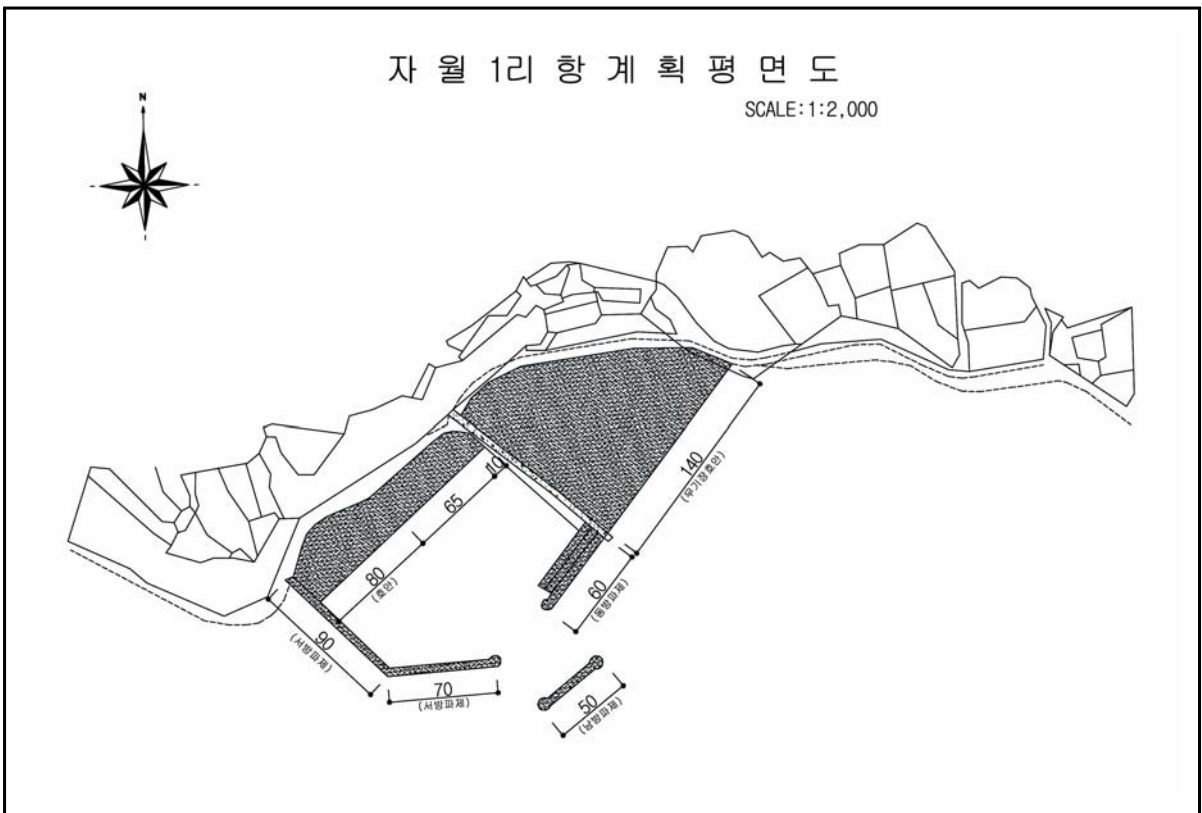 자 월 1리 항 계 획 평 면 도
SCALE:1:2,000
N
140
(무기장호안)
10
65
80
(호안)
60
(동방파제)
90
(서방파제)
70
(서방파제)
50
(남방파제)